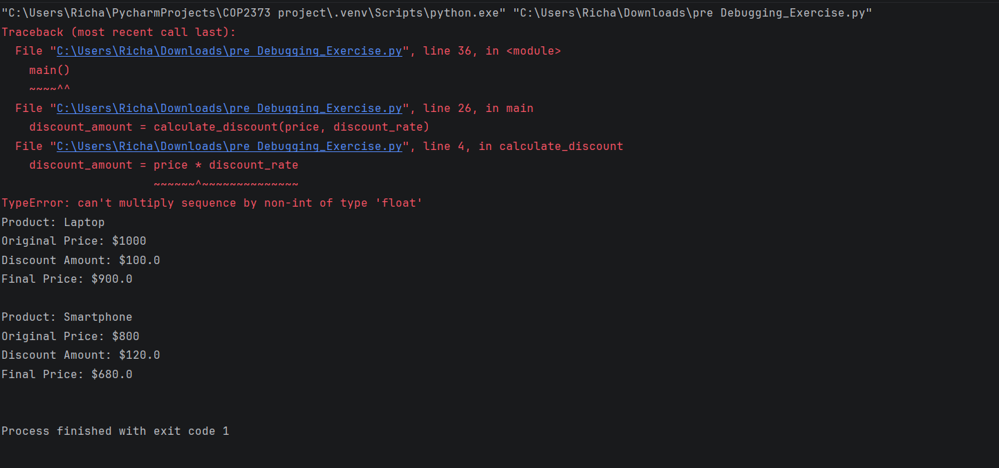 "C:\Users\Richa\PycharmProjects\COP2373 project\.venv\Scripts\python.exe" "C:\Users\Richa\Downloads\pre Debugging_Exercise.py"
Traceback (most recent call last):
  File "C:\Users\Richa\Downloads\pre Debugging_Exercise.py", line 36, in <module>
    main()
    ~~~~^^
  File "C:\Users\Richa\Downloads\pre Debugging_Exercise.py", line 26, in main
    discount_amount = calculate_discount(price, discount_rate)
  File "C:\Users\Richa\Downloads\pre Debugging_Exercise.py", line 4, in calculate_discount
    discount_amount = price * discount_rate
                      ~~~~~~^~~~~~~~~~~~~~~
TypeError: can't multiply sequence by non-int of type 'float'
Product: Laptop
Original Price: $1000
Discount Amount: $100.0
Final Price: $900.0

Product: Smartphone
Original Price: $800
Discount Amount: $120.0
Final Price: $680.0


Process finished with exit code 1